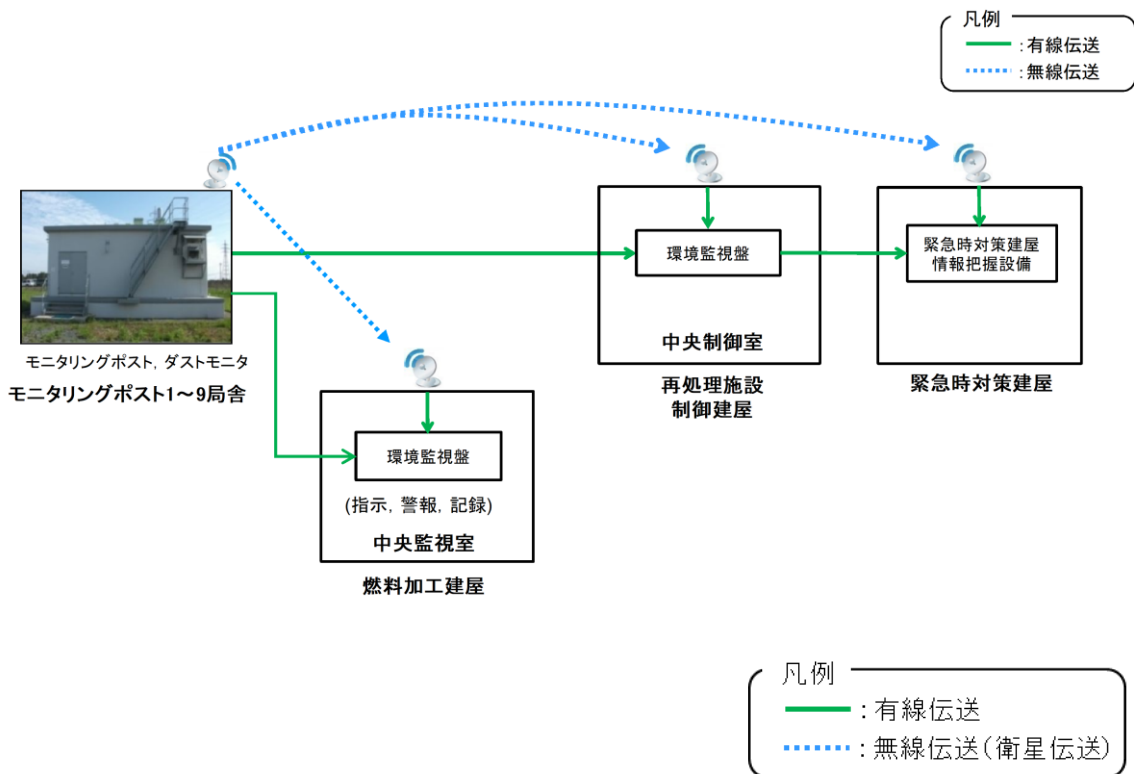 凡例
:有線伝送
:無線伝送
環境監視盤
緊急時対策建屋
情報把握設備
中央制御室
モニタリングポスト, ダストモニタ
モニタリングポスト1～9局舎
再処理施設
制御建屋
緊急時対策建屋
環境監視盤
(指示, 警報, 記録)
中央監視室
燃料加工建屋
凡例
:有線伝送
:無線伝送(衛星伝送)